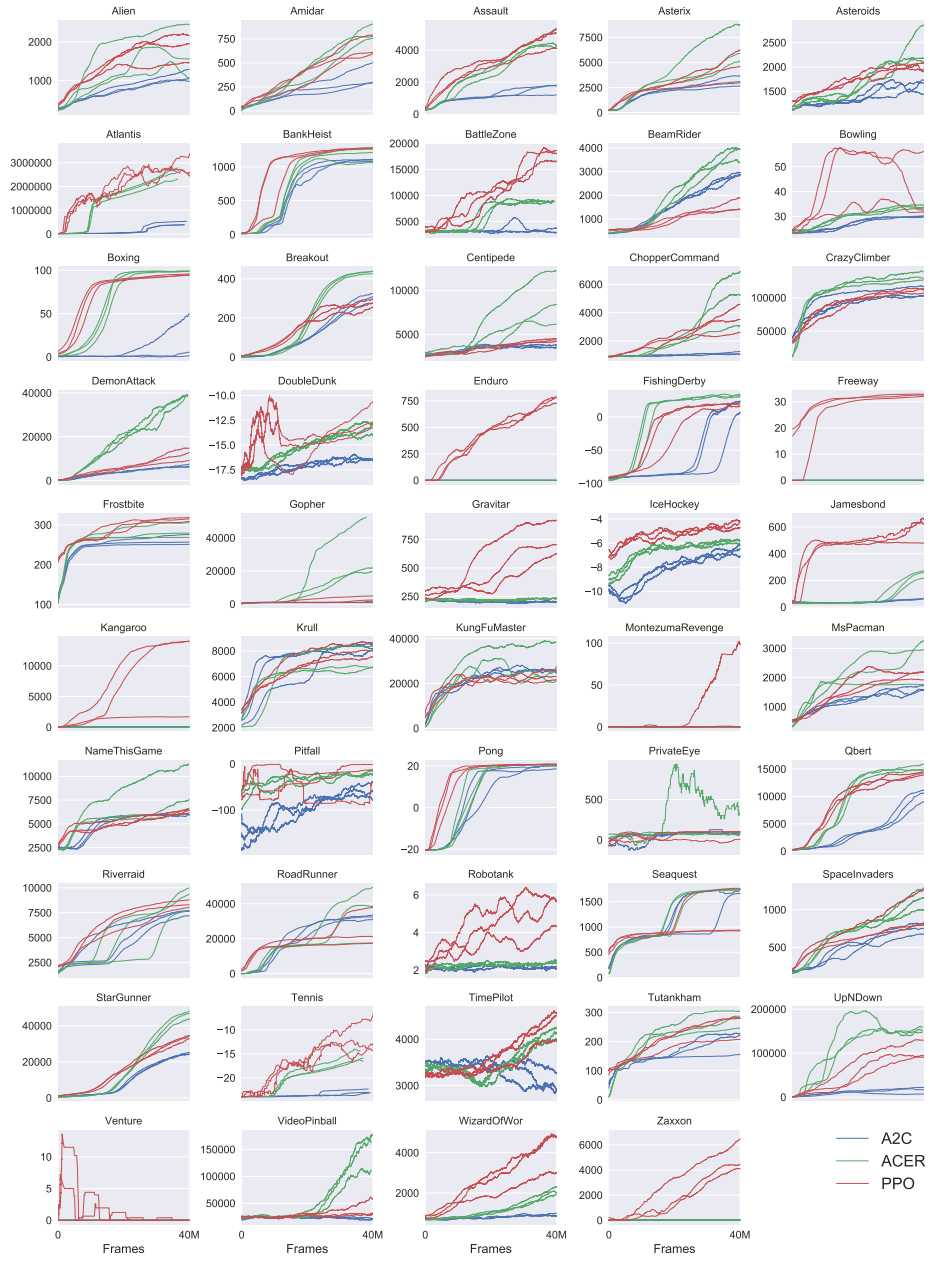 Alien Amidar Assault Asterix Asteroids
2000 1000
750 500 250 0
4000 2000 0
7500 5000 2500
2500 2000 1500 1000
Atlantis BankHeist BattleZone BeamRider Bowling
3000000 2000000 1000000 0
1000 500 0
20000 15000 10000 5000
4000 3000 2000 1000
50 40 30
Boxing Breakout Centipede ChopperCommand CrazyClimber
100 50 0
400 200 0
10000 5000
6000 4000 2000
100000 50000
DemonAttack DoubleDunk Enduro FishingDerby Freeway
40000 20000 0
−10.0 −12.5 −15.0 −17.5
750 500 250 0
0 −50 −100
30 20 10 0
Frostbite Gopher Gravitar IceHockey Jamesbond
300 200 100
40000 20000 0
750 500 250
−4 −6 −8 −10
600 400 200 0
Kangaroo Krull KungFuMaster MontezumaRevenge MsPacman
10000 5000 0
8000 6000 4000 2000
40000 20000 0
100 50 0
3000 2000 1000
NameThisGame Pitfall Pong PrivateEye Qbert
10000 7500 5000 2500
0 −100
20 0 −20
500 0
15000 10000 5000 0
Riverraid RoadRunner Robotank Seaquest SpaceInvaders
10000 7500 5000 2500
40000 20000 0
6 4 2
1500 1000 500 0
1000 500
StarGunner Tennis TimePilot Tutankham UpNDown
40000 20000 0
−10 −15 −20
4000 3000
300 200 100 0
200000 100000 0
Venture VideoPinball WizardOfWor Zaxxon
10 5 0
150000 100000 50000 0
4000 2000 0
6000 4000 2000 0
A2C
ACER
PPO
0 40M 0 40M 0 40M 0 40M
Frames Frames Frames Frames